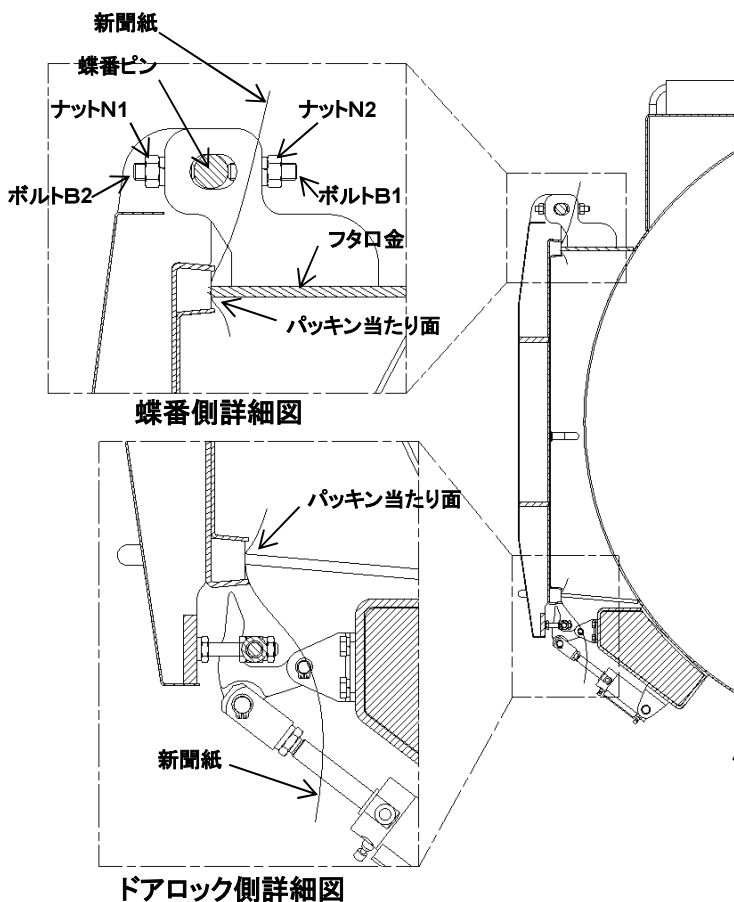 新聞紙
蝶番ピン
ナットN1
ナットN2
ボルトB2
ボルトB1
フタ口金
パッキン当たり面
蝶番側詳細図
パッキン当たり面
新聞紙
ドアロック側詳細図